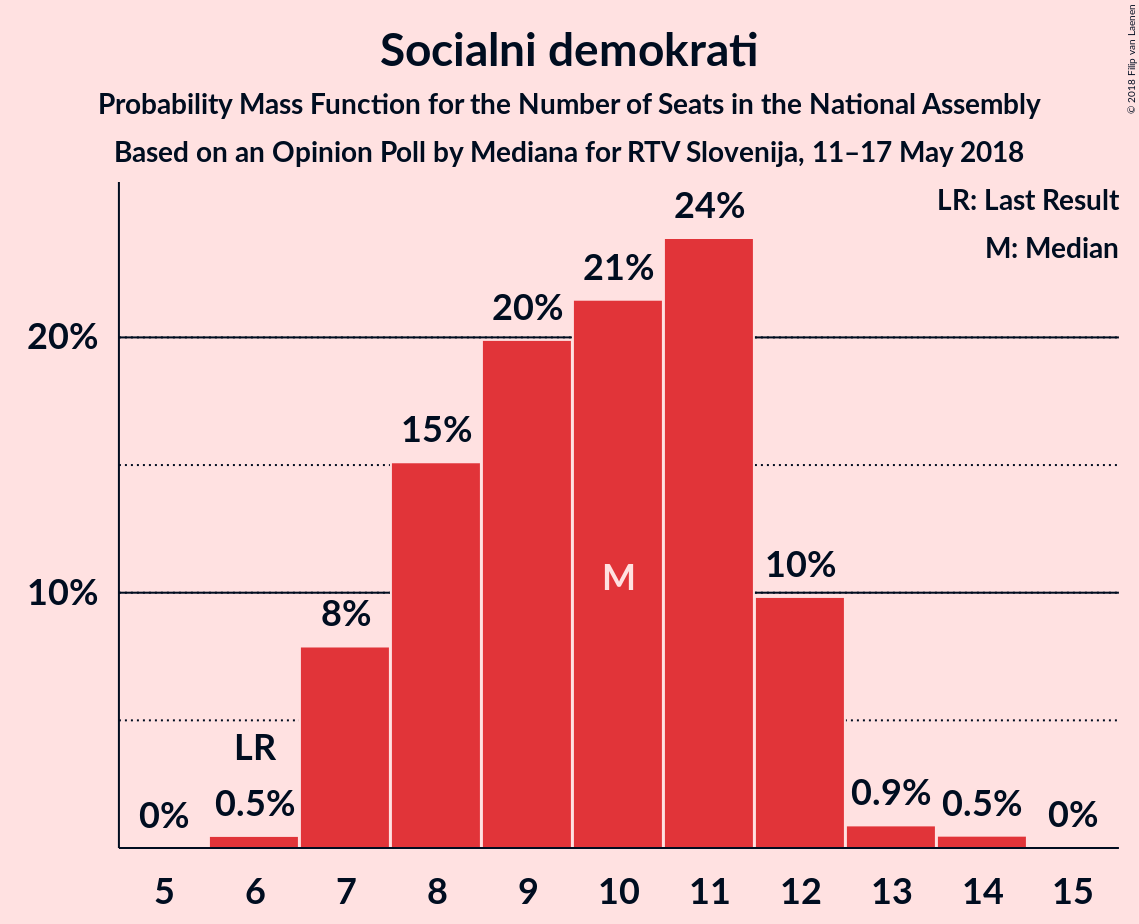 Socialni demokrati
Probability Mass Function for the Number of Seats in the National Assembly
Based on an Opinion Poll by Mediana for RTV Slovenija, 11–17 May 2018
© 2018 Filip van Laenen
LR: Last Result
M: Median
24%
21%
20%
20%
15%
10%
10%
8%
M
LR
0%
0.5%
0.9%
0.5%
0%
5 6 7 8 9 10 11 12 13 14 15